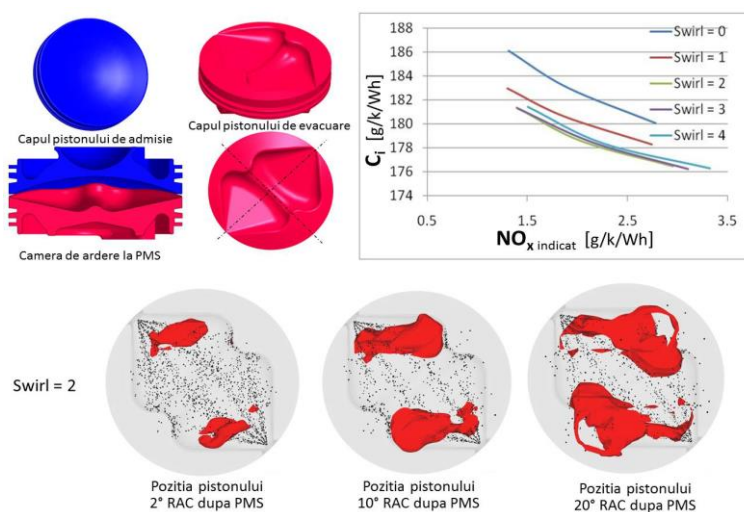 Capul pistonului de admisie
Capul pistonului de evacuare
Camera de ardere la PMS
188
186
184
182
180
178
176
174
0.5
1.5
2.5
3.5
Ci [g/k/Wh]
NOx indicat [g/k/Wh]
Swirl = 0
Swirl = 1
Swirl = 2
Swirl = 3
Swirl = 4
Swirl = 2
Pozitia pistonului
2° RAC dupa PMS
Pozitia pistonului
10° RAC dupa PMS
Pozitia pistonului
20° RAC dupa PMS